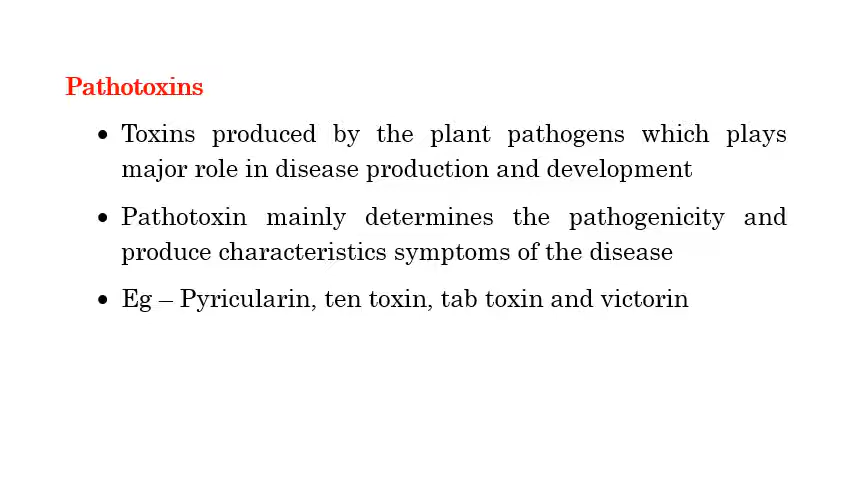 Pathotoxins
• Toxins produced by the plant pathogens which plays
major role in disease production and development
• Pathotoxin mainly determines the pathogenicity and
produce characteristics symptoms of the disease
• Eg – Pyricularin, ten toxin, tab toxin and victorin